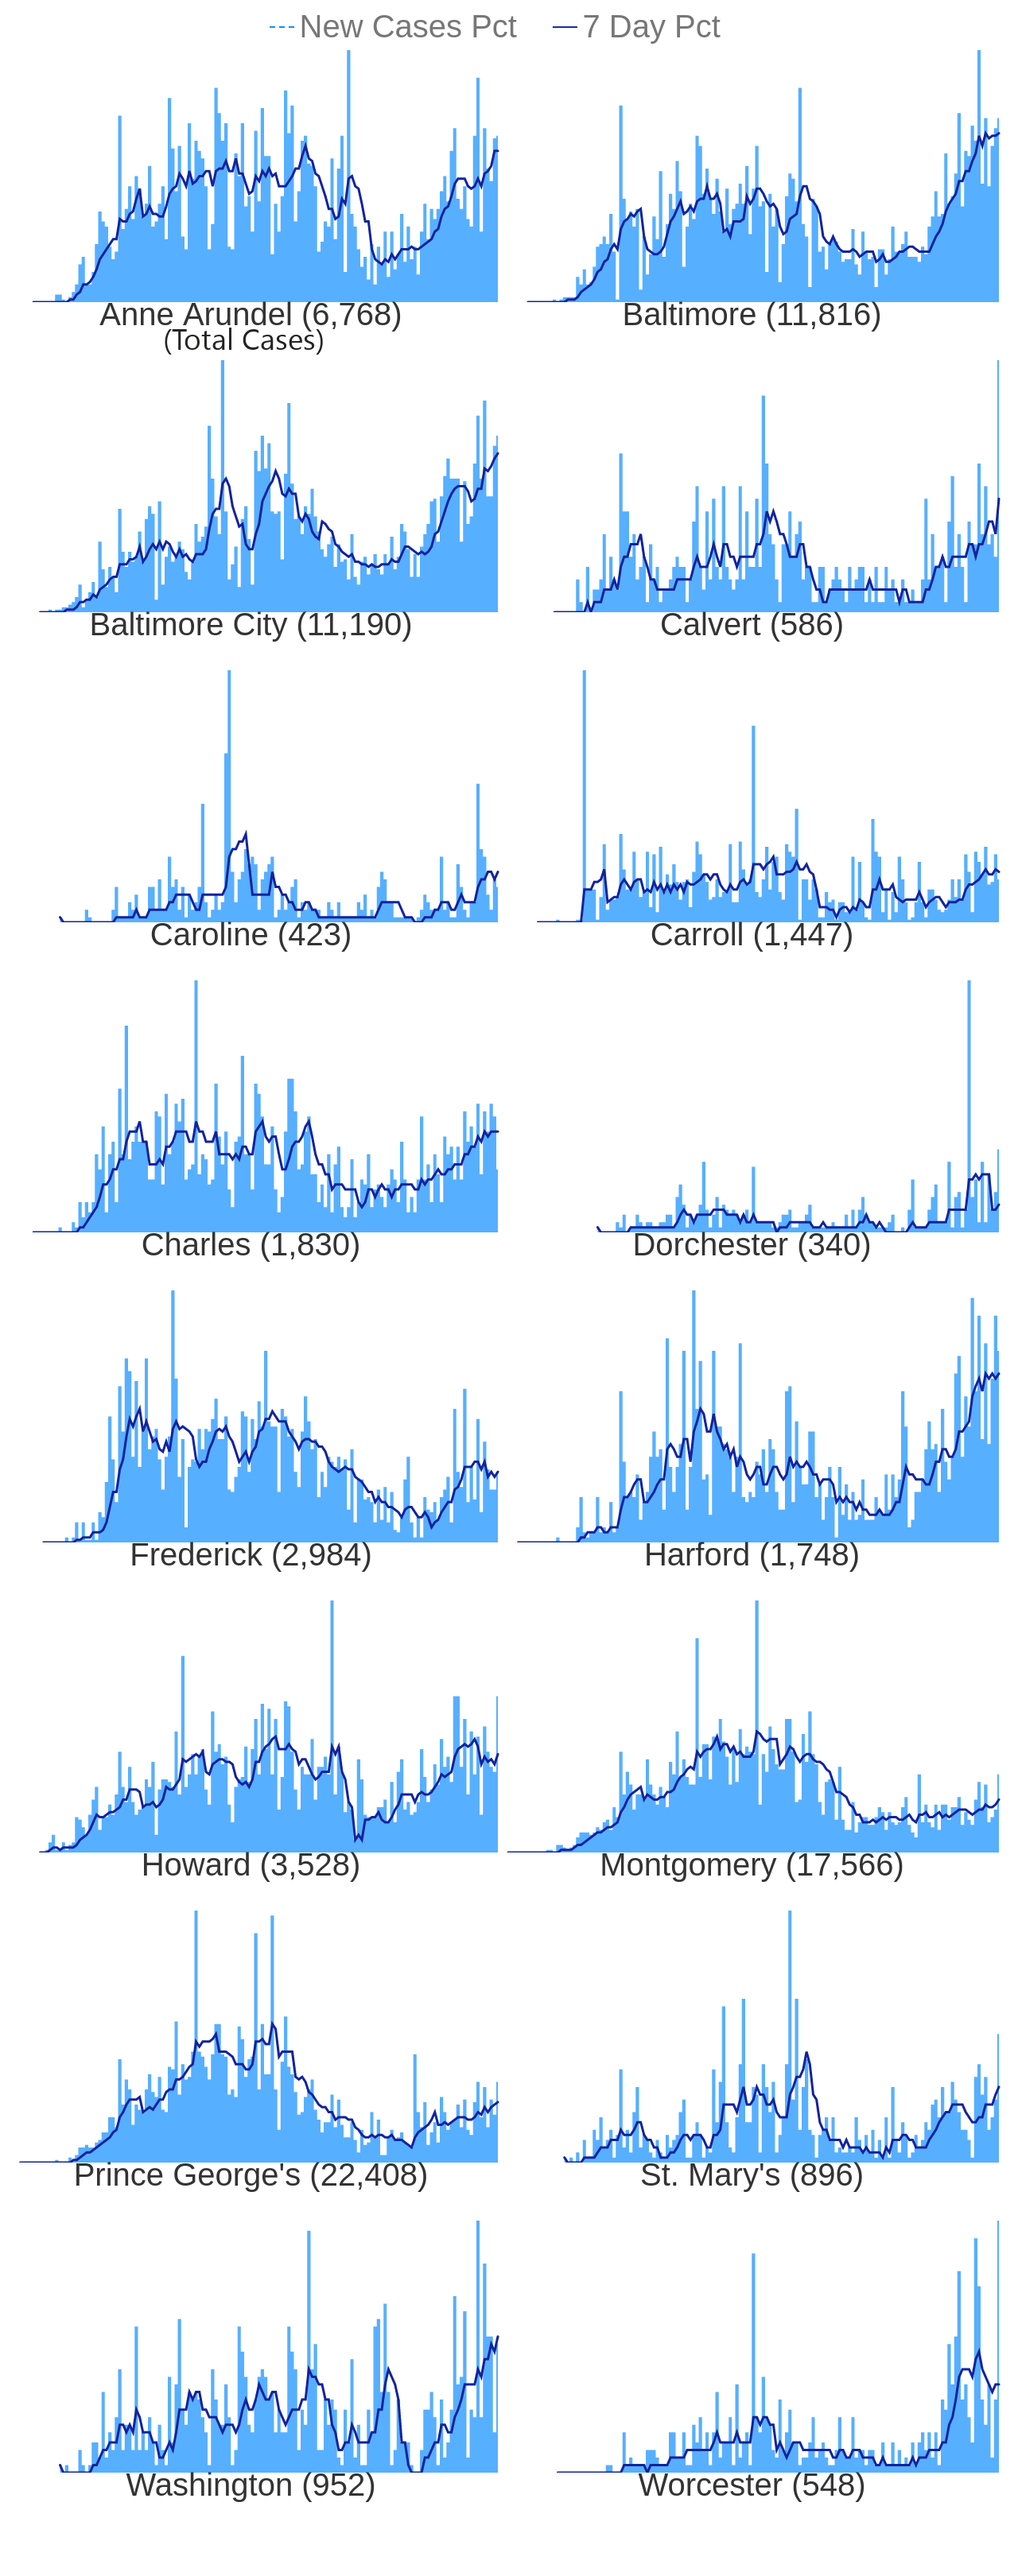 New Cases Pct 7 Day Pct
Anne Arundel (6,768) Baltimore (11,816)
(Total Cases)
Baltimore City (11,190) Calvert (586)
Caroline (423) Carroll (1,447)
Charles (1,830) Dorchester (340)
Frederick (2,984) Harford (1,748)
Howard (3,528) Montgomery (17,566)
Prince George's (22,408) St. Mary's (896)
Washington (952) Worcester (548)